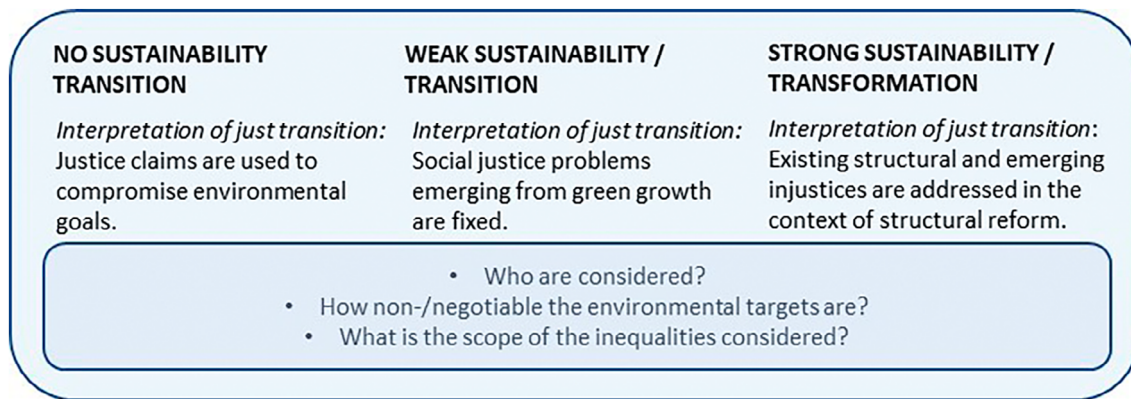 NO SUSTAINABILITY
TRANSITION
Interpretation of just transition:
Justice claims are used to
compromise environmental
goals.
WEAK SUSTAINABILITY /
TRANSITION
Interpretation of just transition:
Social justice problems
emerging from green growth
are fixed.
STRONG SUSTAINABILITY /
TRANSFORMATION
Interpretation of just transition:
Existing structural and emerging
injustices are addressed in the
context of structural reform.
• Who are considered?
• How non-/negotiable the environmental targets are?
• What is the scope of the inequalities considered?